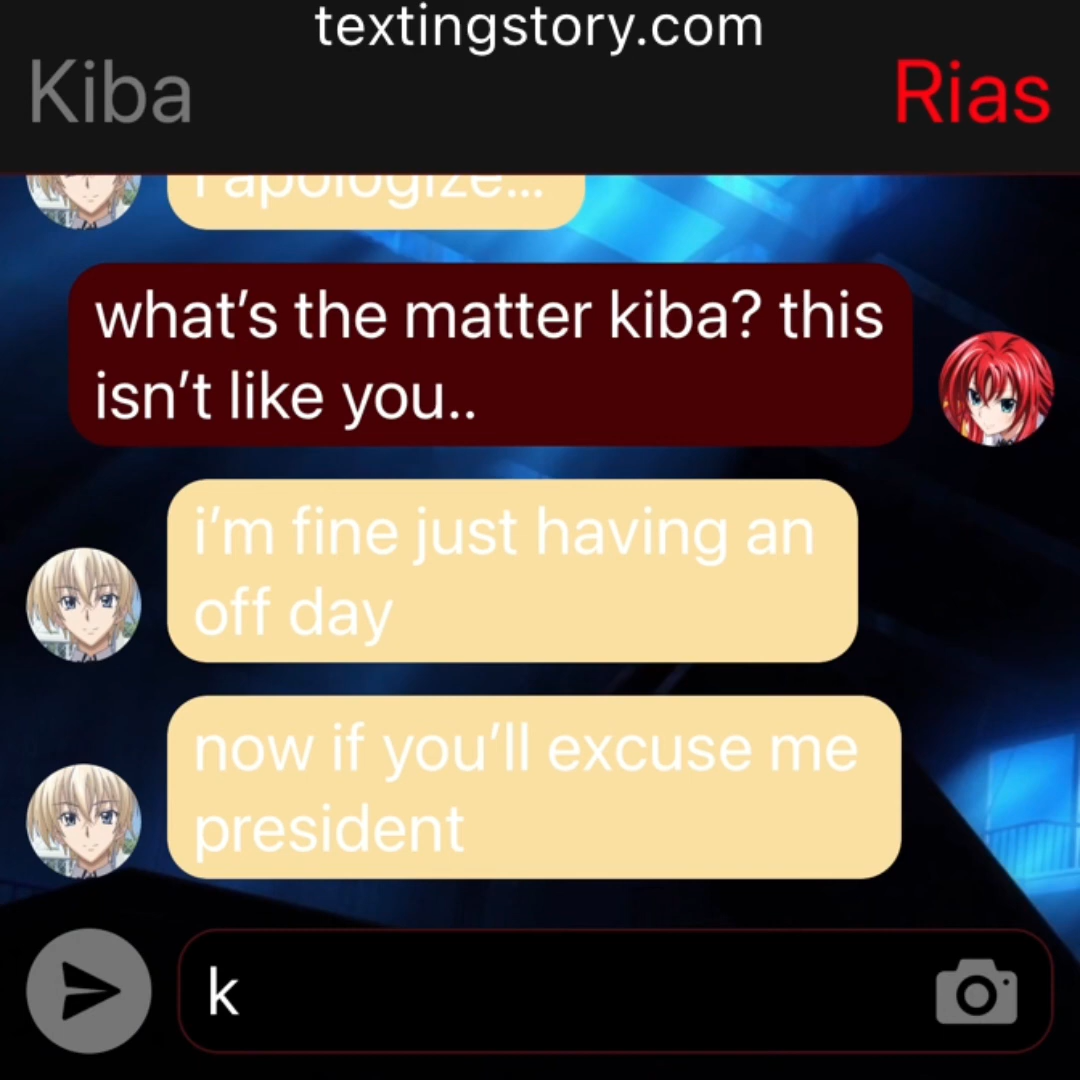 textingstory.com
Kiba
Rias
i apologize...
what's the matter kiba? this
isn't like you..
i'm fine just having an
off day
now if you'll excuse me
president
k